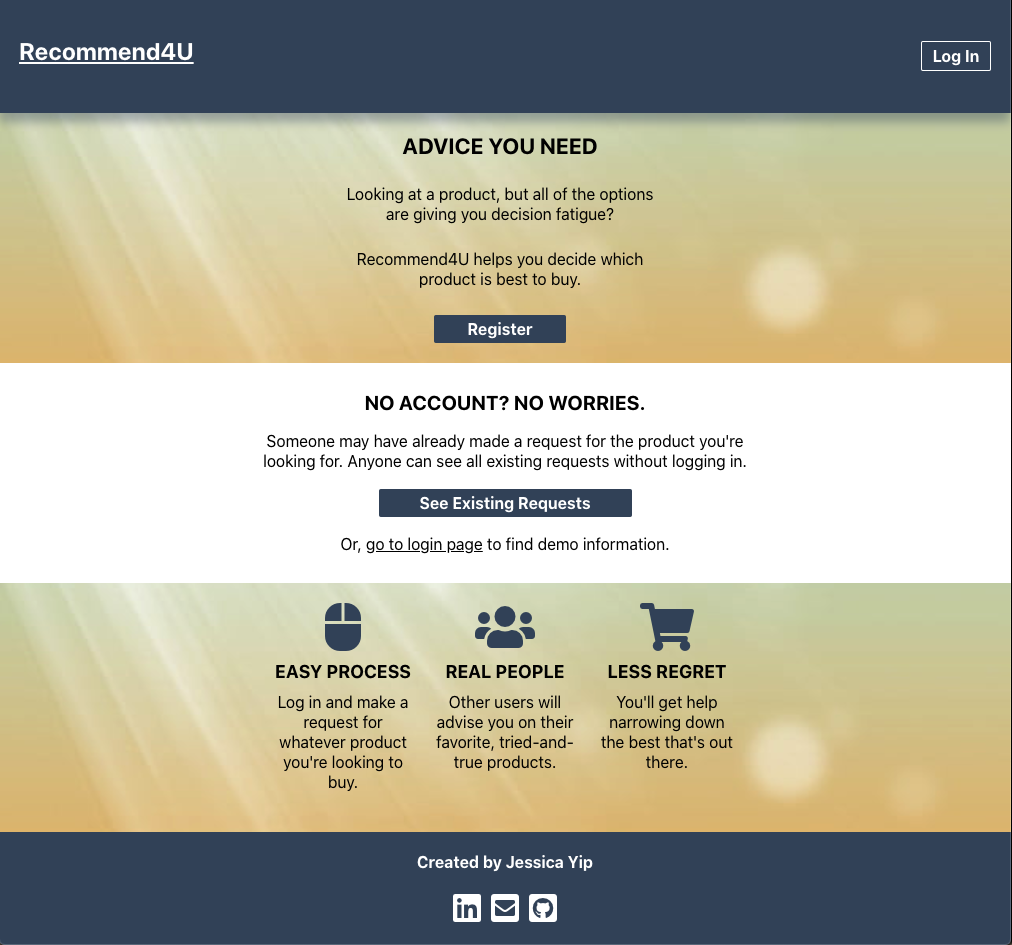 Recommend4U
Log In
ADVICE YOU NEED
Looking at a product, but all of the options
are giving you decision fatigue?
Recommend4U helps you decide which
product is best to buy.
Register
NO ACCOUNT? NO WORRIES.
Someone may have already made a request for the product you're
looking for. Anyone can see all existing requests without logging in.
See Existing Requests
Or, go to login page to find demo information.
EASY PROCESS
Log in and make a
request for
whatever product
you're looking to
buy.
REAL PEOPLE
Other users will
advise you on their
favorite, tried-and-
true products.
LESS REGRET
You'll get help
narrowing down
the best that's out
there.
Created by Jessica Yip
in